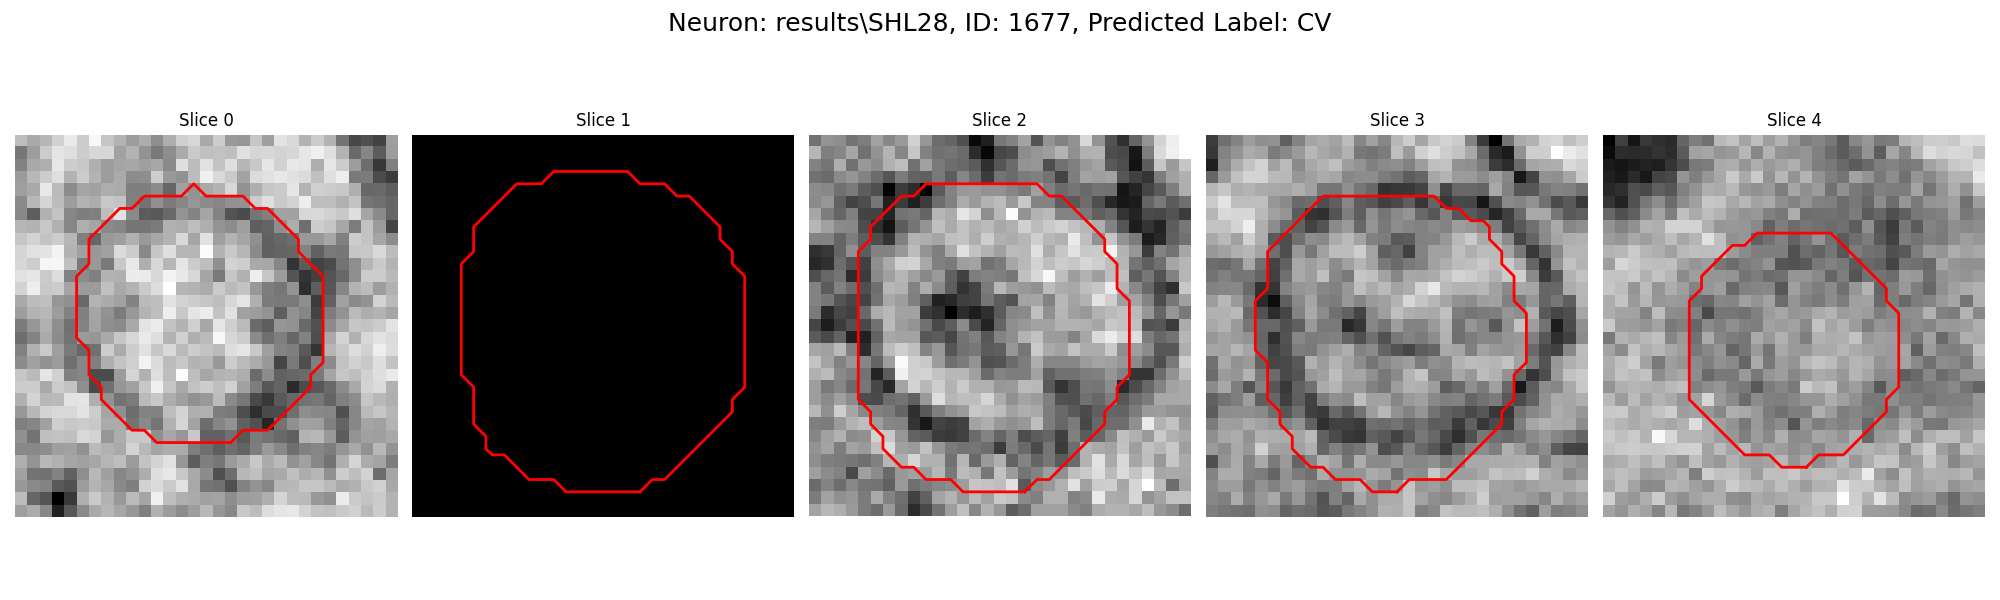 Neuron: results\SHL28, ID: 1677, Predicted Label: CV
Slice 0
Slice 1
Slice 2
Slice 3
Slice 4